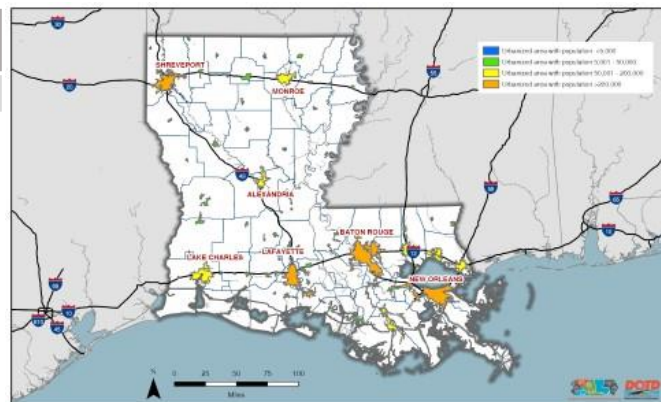 Urbanized area with population <5,000
Urbanized area with population 5,001 - 50,000
Urbanized area with population 50,001 - 200,000
Urbanized area with population >200,000
SHREVEPORT
MONROE
ALEXANDRIA
BATON ROUGE
LAKE CHARLES
LAFAYETTE
NEW ORLEANS
0 25 50 75 100
Miles
DOTD